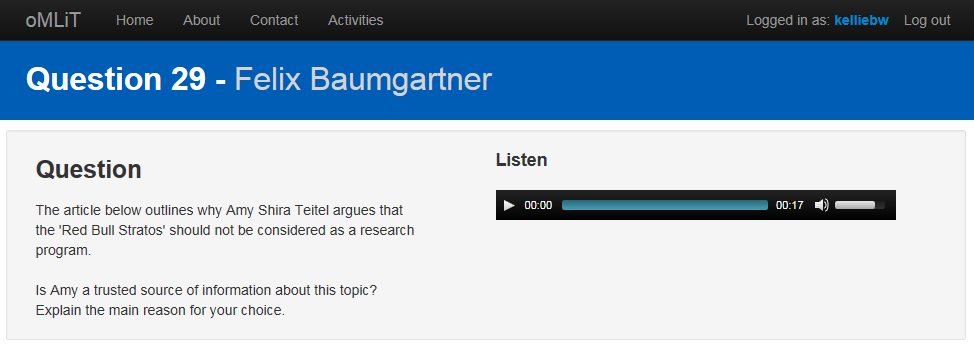 oMLiT Home About Contact Activities Logged in as: kelliebw Log out
Question 29 - Felix Baumgartner
Question
The article below outlines why Amy Shira Teitel argues that
the 'Red Bull Stratos' should not be considered as a research
program.
Is Amy a trusted source of information about this topic?
Explain the main reason for your choice.
Listen
00:00 00:17